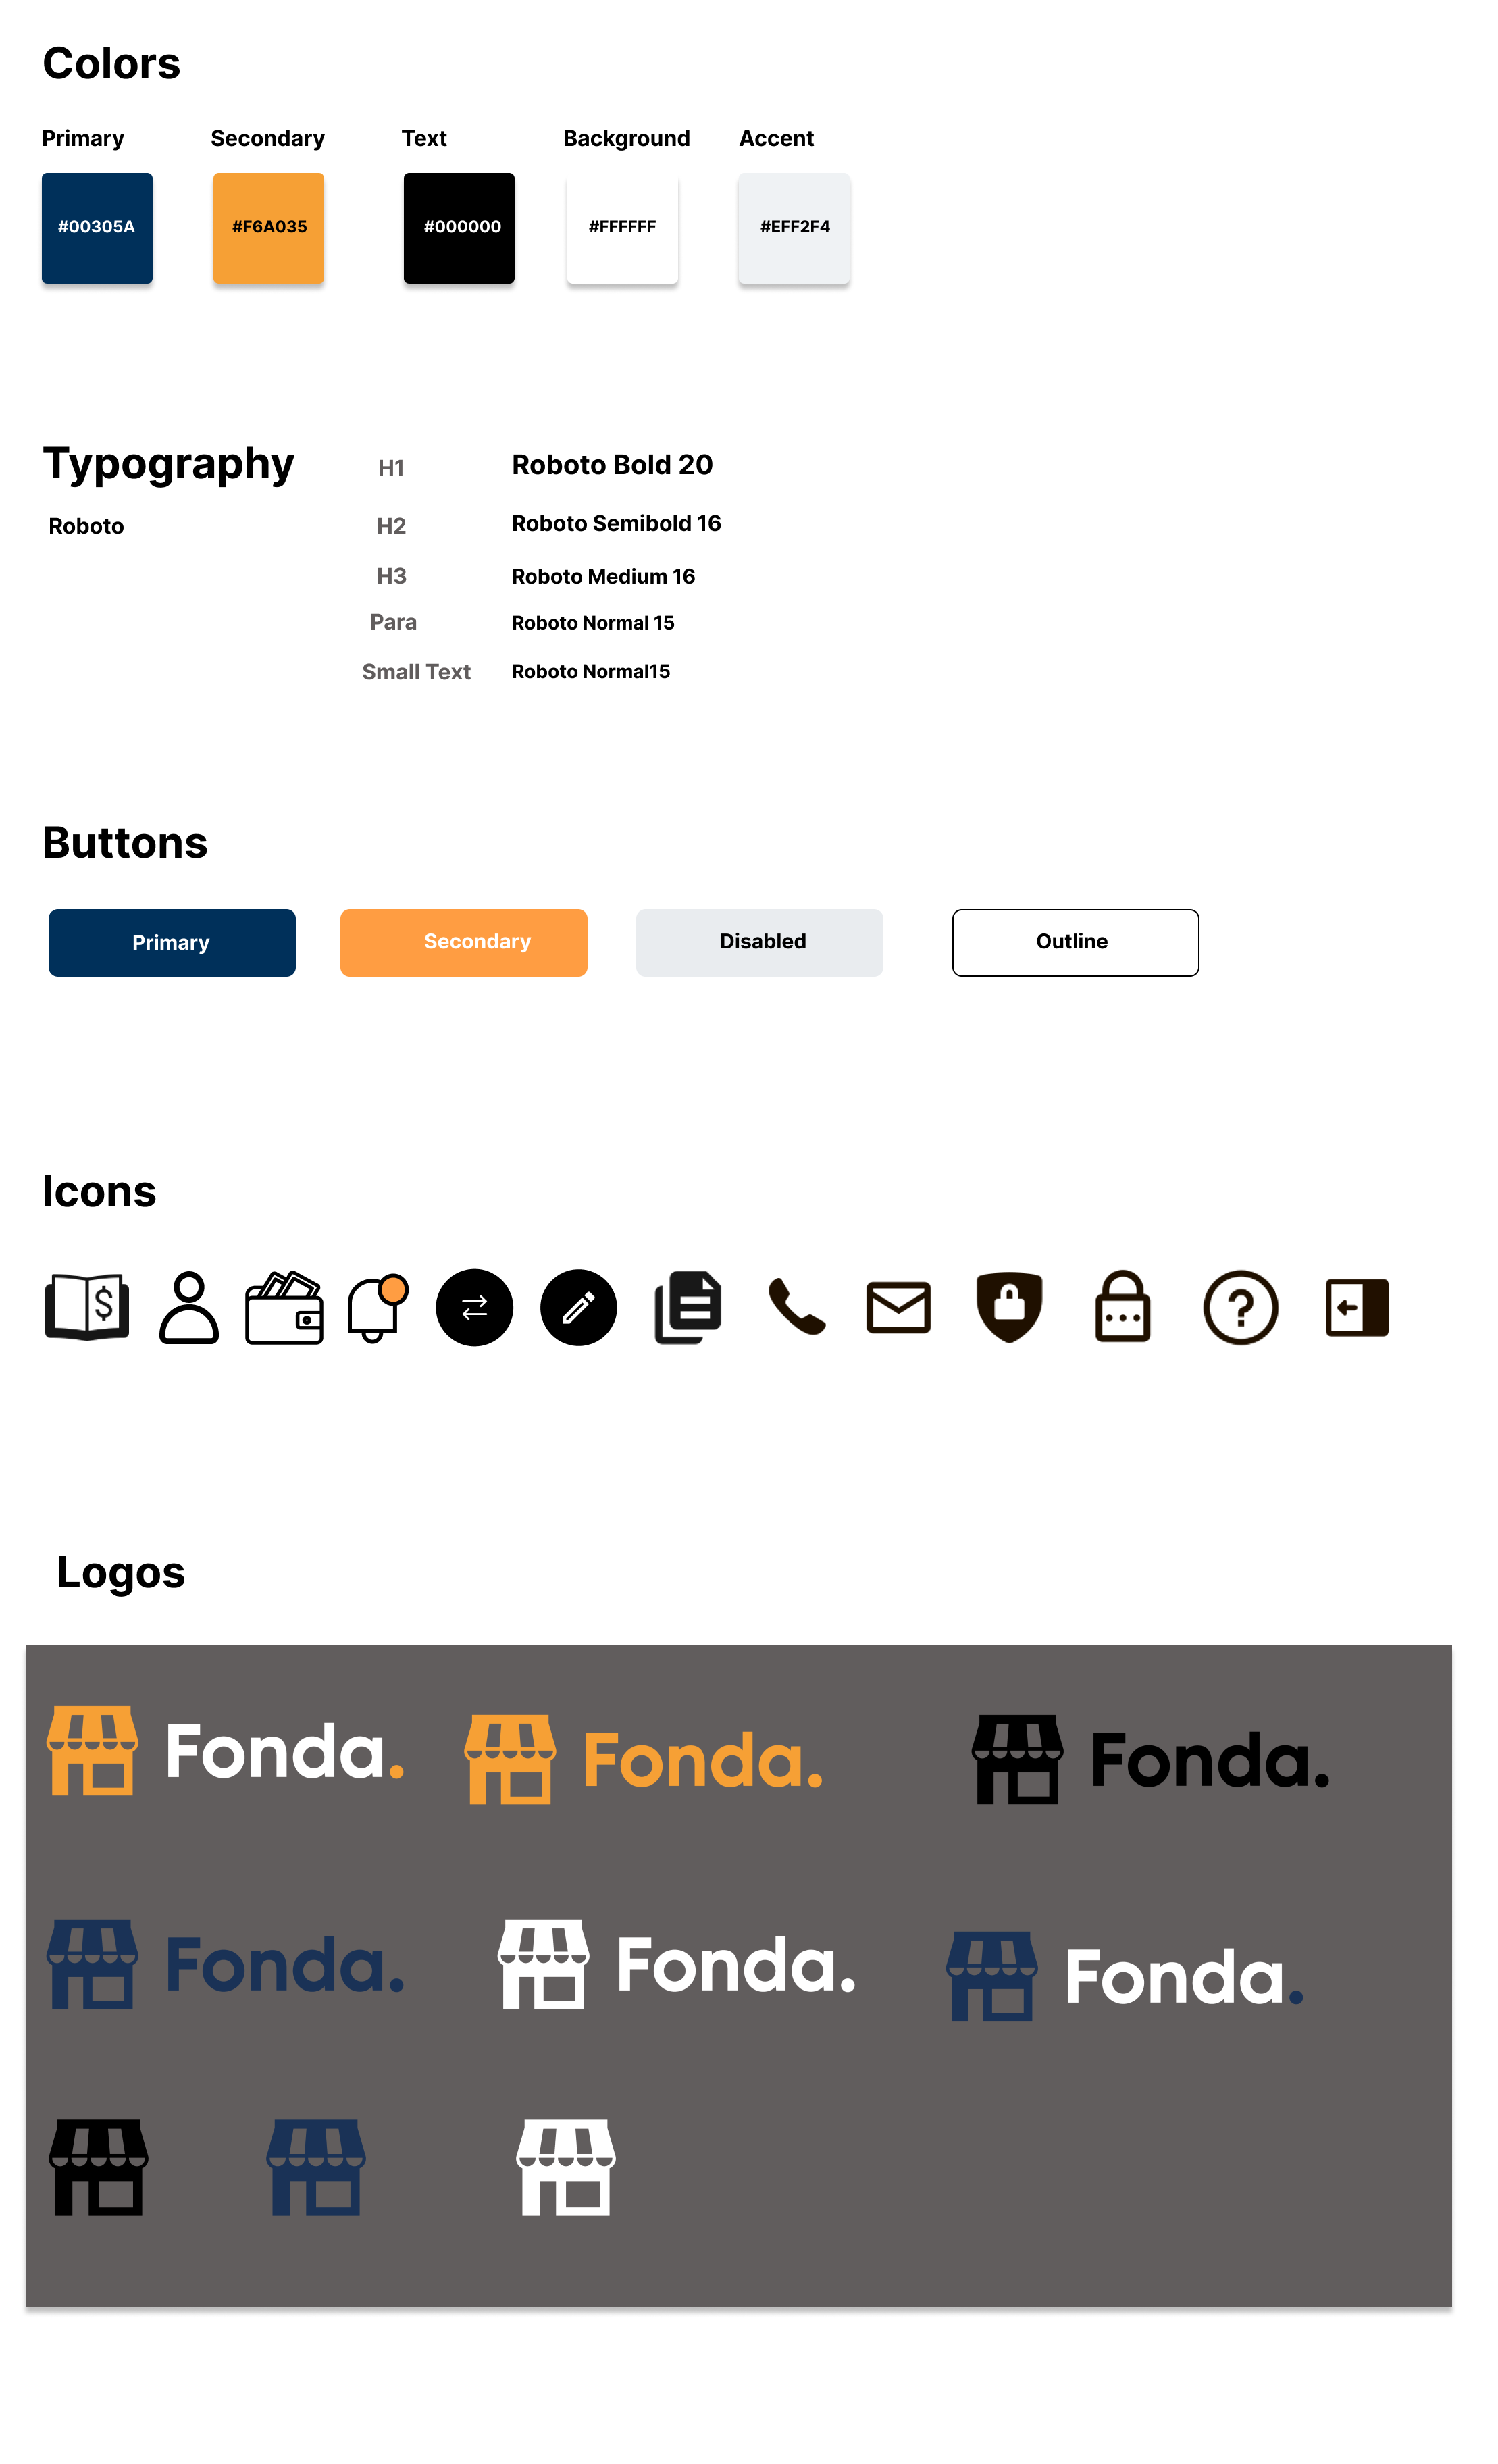 Colors
Primary
Secondary
Text
Background
Accent
#00305A
#F6A035
#000000
#FFFFFF
#EFF2F4
Typography
H1
Roboto Bold 20
Roboto
H2
Roboto Semibold 16
H3
Roboto Medium 16
Para
Roboto Normal 15
Small Text
Roboto Normal15
Buttons
Primary
Secondary
Disabled
Outline
Icons
$
?
Logos
Fonda.
Fonda.
Fonda.
Fonda.
Fonda.
Fonda.